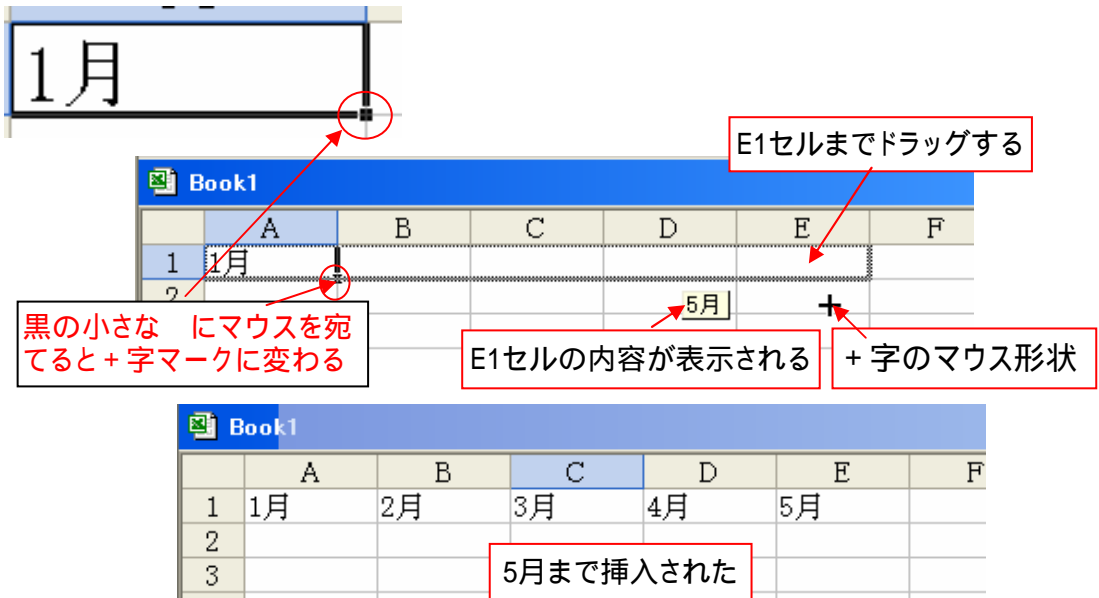 1月
E1セルまでドラッグする
Book1
A B C D E F
1 1月
2
黒の小さな　にマウスを宛
てると+字マークに変わる
5月
E1セルの内容が表示される
+字のマウス形状
Book1
A B C D E F
1 1月 2月 3月 4月 5月
2
3
5月まで挿入された